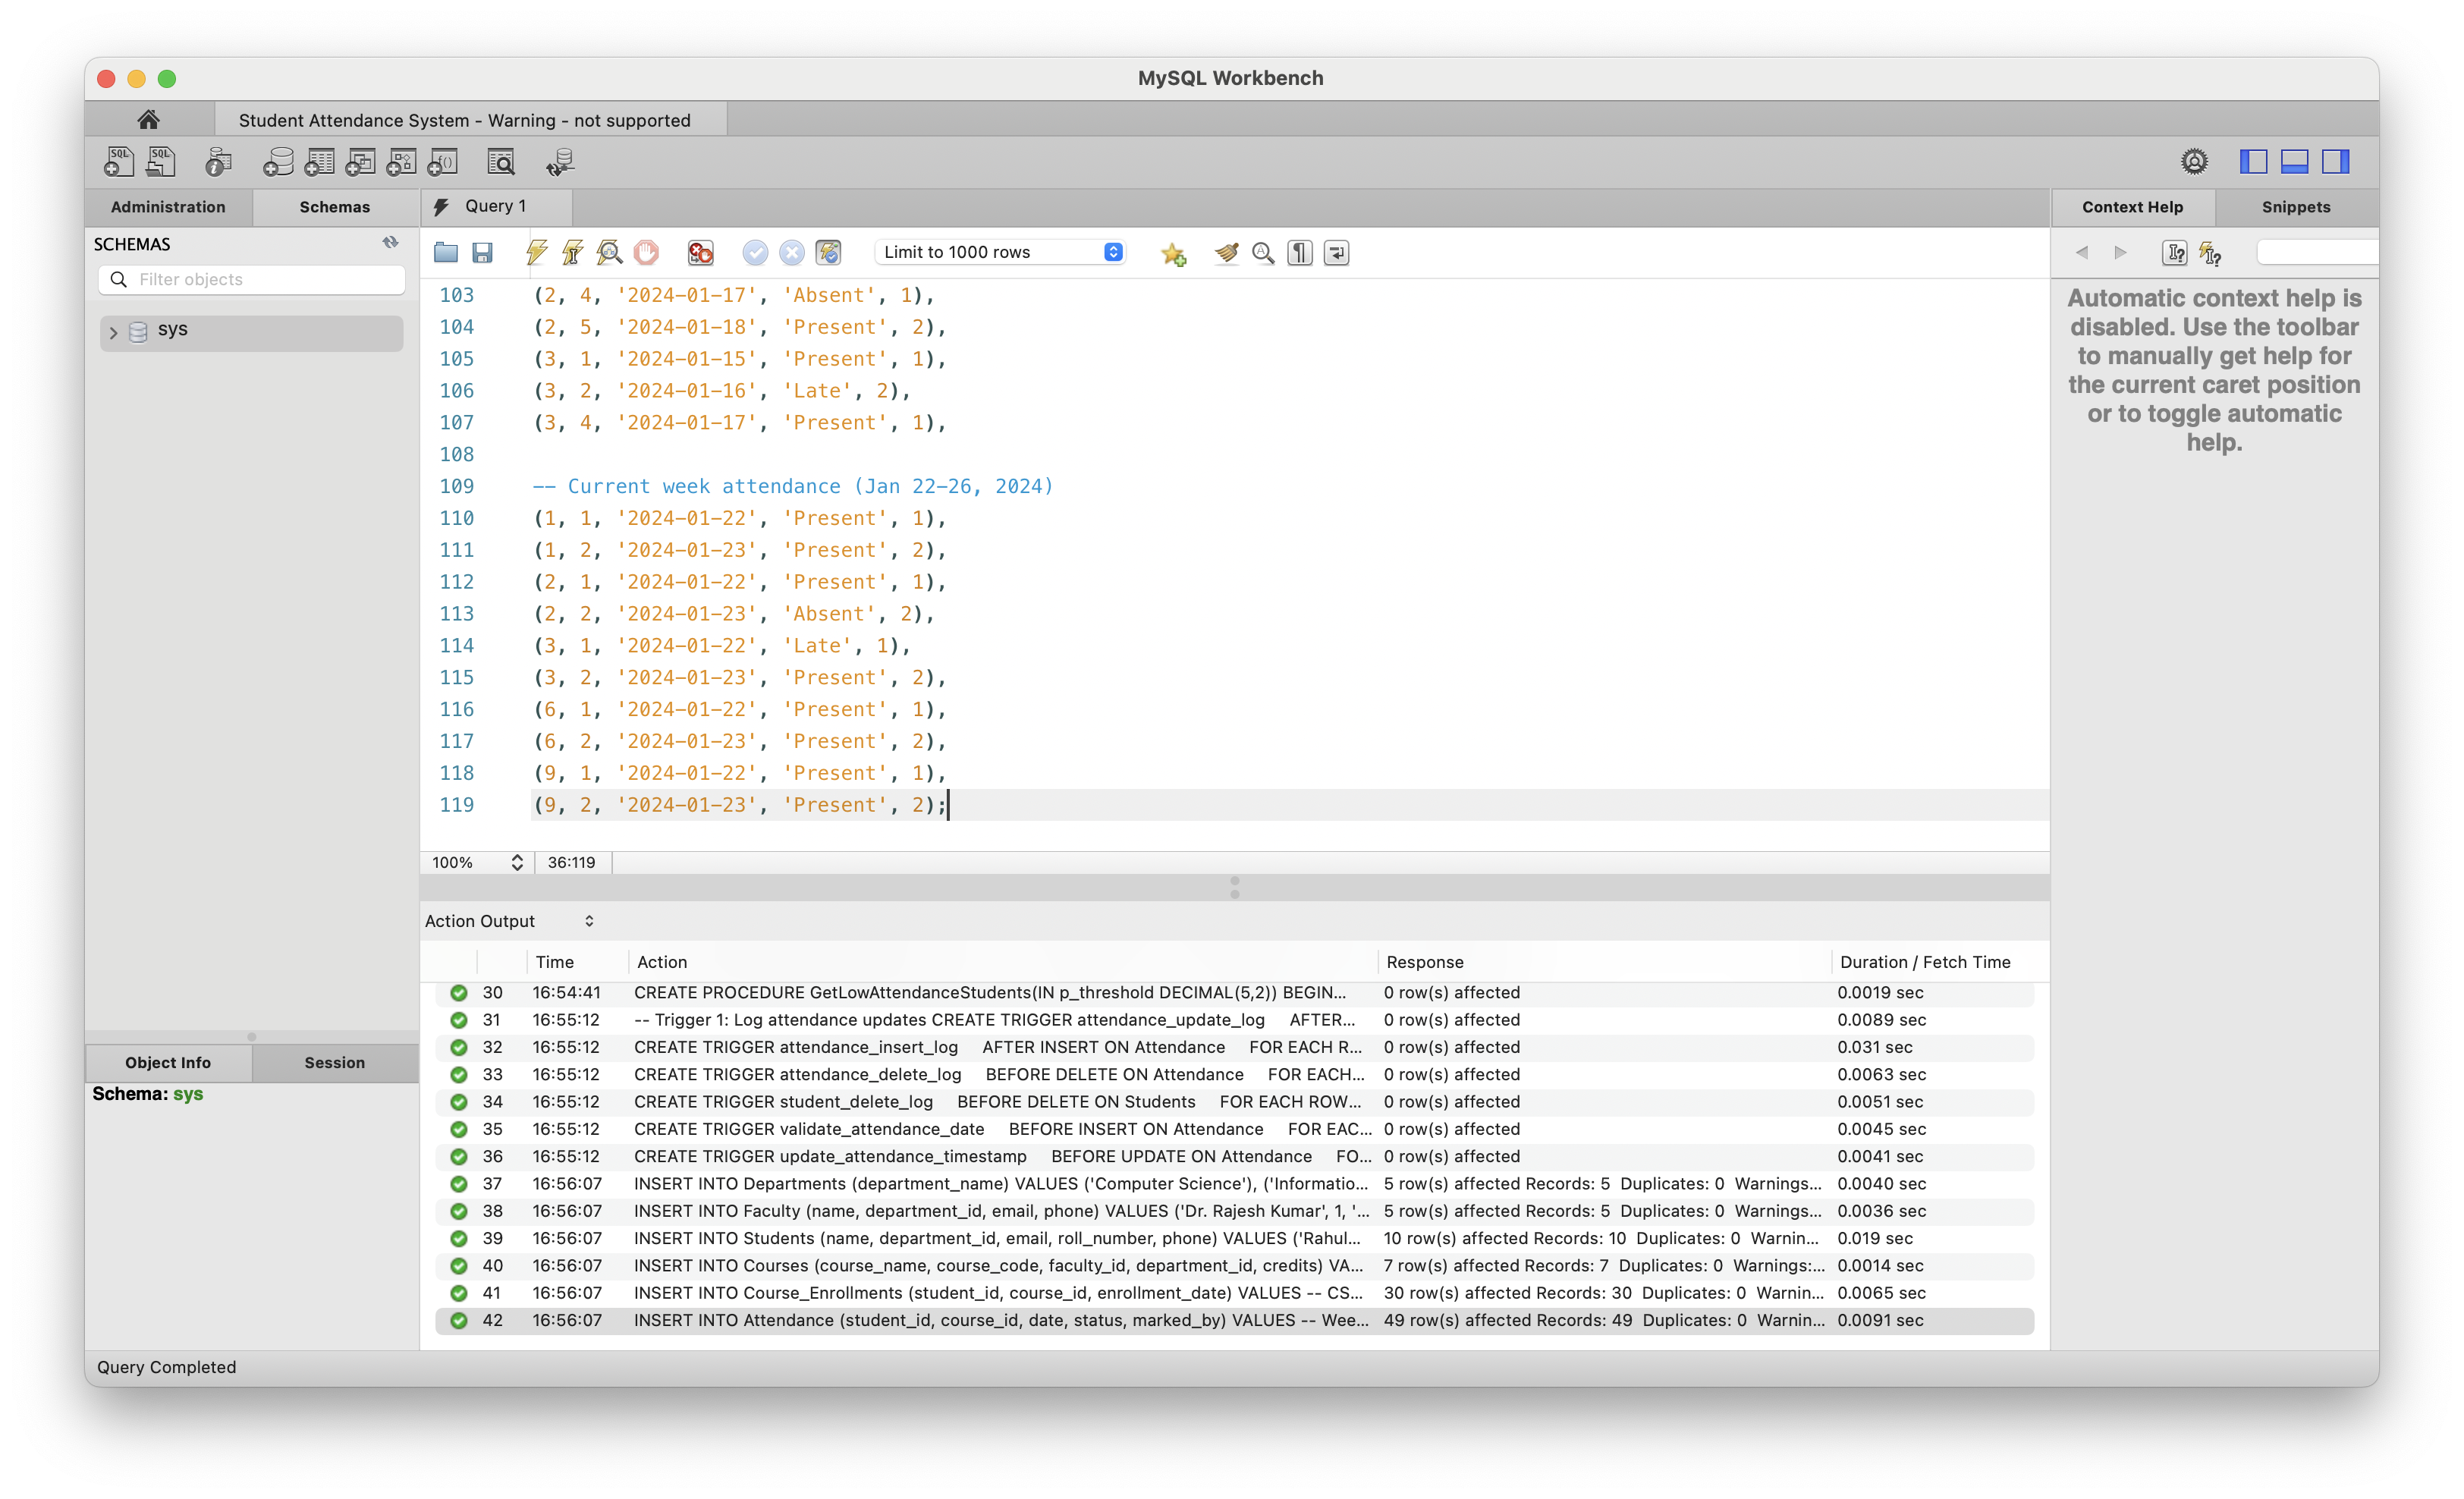 MySQL Workbench
Student Attendance System - Warning - not supported
SQL SQL i f()
Administration Schemas Query 1 Context Help Snippets
SCHEMAS
Limit to 1000 rows
Filter objects
sys
103 (2, 4, '2024-01-17', 'Absent', 1),
104 (2, 5, '2024-01-18', 'Present', 2),
105 (3, 1, '2024-01-15', 'Present', 1),
106 (3, 2, '2024-01-16', 'Late', 2),
107 (3, 4, '2024-01-17', 'Present', 1),
108
109 -- Current week attendance (Jan 22-26, 2024)
110 (1, 1, '2024-01-22', 'Present', 1),
111 (1, 2, '2024-01-23', 'Present', 2),
112 (2, 1, '2024-01-22', 'Present', 1),
113 (2, 2, '2024-01-23', 'Absent', 2),
114 (3, 1, '2024-01-22', 'Late', 1),
115 (3, 2, '2024-01-23', 'Present', 2),
116 (6, 1, '2024-01-22', 'Present', 1),
117 (6, 2, '2024-01-23', 'Present', 2),
118 (9, 1, '2024-01-22', 'Present', 1),
119 (9, 2, '2024-01-23', 'Present', 2);
Automatic context help is
disabled. Use the toolbar
to manually get help for
the current caret position
or to toggle automatic
help.
100% 36:119
Action Output
Time Action Response Duration / Fetch Time
30 16:54:41 CREATE PROCEDURE GetLowAttendanceStudents(IN p_threshold DECIMAL(5,2)) BEGIN... 0 row(s) affected 0.0019 sec
31 16:55:12 -- Trigger 1: Log attendance updates CREATE TRIGGER attendance_update_log AFTER... 0 row(s) affected 0.0089 sec
32 16:55:12 CREATE TRIGGER attendance_insert_log AFTER INSERT ON Attendance FOR EACH R... 0 row(s) affected 0.031 sec
33 16:55:12 CREATE TRIGGER attendance_delete_log BEFORE DELETE ON Attendance FOR EACH... 0 row(s) affected 0.0063 sec
34 16:55:12 CREATE TRIGGER student_delete_log BEFORE DELETE ON Students FOR EACH ROW... 0 row(s) affected 0.0051 sec
35 16:55:12 CREATE TRIGGER validate_attendance_date BEFORE INSERT ON Attendance FOR EAC... 0 row(s) affected 0.0045 sec
36 16:55:12 CREATE TRIGGER update_attendance_timestamp BEFORE UPDATE ON Attendance FO... 0 row(s) affected 0.0041 sec
37 16:56:07 INSERT INTO Departments (department_name) VALUES ('Computer Science'), ('Informatio... 5 row(s) affected Records: 5 Duplicates: 0 Warnings... 0.0040 sec
38 16:56:07 INSERT INTO Faculty (name, department_id, email, phone) VALUES ('Dr. Rajesh Kumar', 1, '... 5 row(s) affected Records: 5 Duplicates: 0 Warnings... 0.0036 sec
39 16:56:07 INSERT INTO Students (name, department_id, email, roll_number, phone) VALUES ('Rahul... 10 row(s) affected Records: 10 Duplicates: 0 Warnin... 0.019 sec
40 16:56:07 INSERT INTO Courses (course_name, course_code, faculty_id, department_id, credits) VA... 7 row(s) affected Records: 7 Duplicates: 0 Warnings:... 0.0014 sec
41 16:56:07 INSERT INTO Course_Enrollments (student_id, course_id, enrollment_date) VALUES -- CS... 30 row(s) affected Records: 30 Duplicates: 0 Warnin... 0.0065 sec
42 16:56:07 INSERT INTO Attendance (student_id, course_id, date, status, marked_by) VALUES -- Wee... 49 row(s) affected Records: 49 Duplicates: 0 Warnin... 0.0091 sec
Object Info Session
Schema: sys
Query Completed